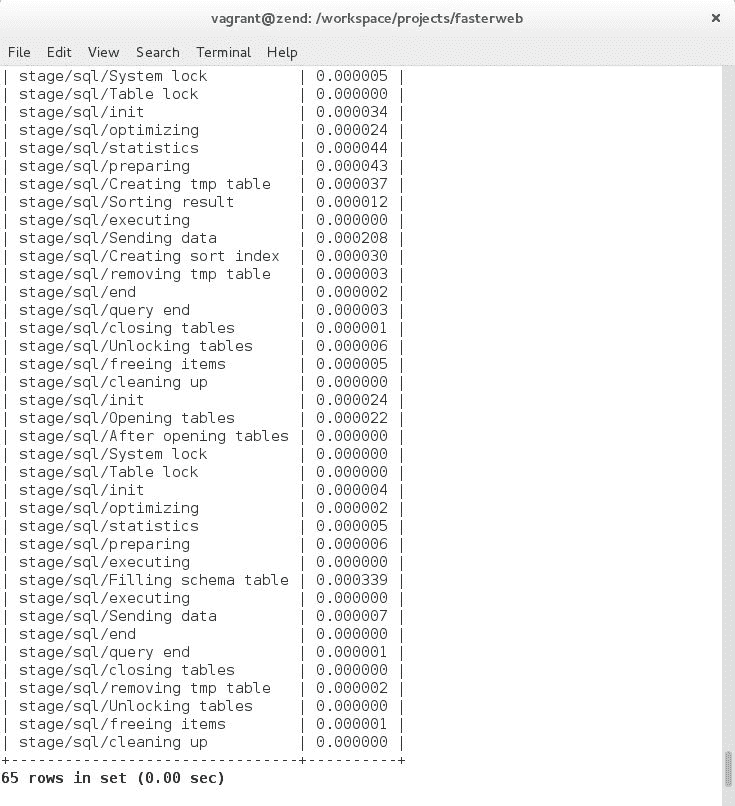 vagrant@zend: /workspace/projects/fasterweb ×
File Edit View Search Terminal Help
| stage/sql/System lock | 0.000005 |
| stage/sql/Table lock | 0.000000 |
| stage/sql/init | 0.000034 |
| stage/sql/optimizing | 0.000024 |
| stage/sql/statistics | 0.000044 |
| stage/sql/preparing | 0.000043 |
| stage/sql/Creating tmp table | 0.000037 |
| stage/sql/Sorting result | 0.000012 |
| stage/sql/executing | 0.000000 |
| stage/sql/Sending data | 0.000208 |
| stage/sql/Creating sort index | 0.000030 |
| stage/sql/removing tmp table | 0.000003 |
| stage/sql/end | 0.000002 |
| stage/sql/query end | 0.000003 |
| stage/sql/closing tables | 0.000001 |
| stage/sql/Unlocking tables | 0.000006 |
| stage/sql/freeing items | 0.000005 |
| stage/sql/cleaning up | 0.000000 |
| stage/sql/init | 0.000024 |
| stage/sql/Opening tables | 0.000022 |
| stage/sql/After opening tables | 0.000000 |
| stage/sql/System lock | 0.000000 |
| stage/sql/Table lock | 0.000000 |
| stage/sql/init | 0.000004 |
| stage/sql/optimizing | 0.000002 |
| stage/sql/statistics | 0.000005 |
| stage/sql/preparing | 0.000006 |
| stage/sql/executing | 0.000000 |
| stage/sql/Filling schema table | 0.000339 |
| stage/sql/executing | 0.000000 |
| stage/sql/Sending data | 0.000007 |
| stage/sql/end | 0.000000 |
| stage/sql/query end | 0.000001 |
| stage/sql/closing tables | 0.000000 |
| stage/sql/removing tmp table | 0.000002 |
| stage/sql/Unlocking tables | 0.000000 |
| stage/sql/freeing items | 0.000001 |
| stage/sql/cleaning up | 0.000000 |
+--------------------------------+----------+
65 rows in set (0.00 sec)